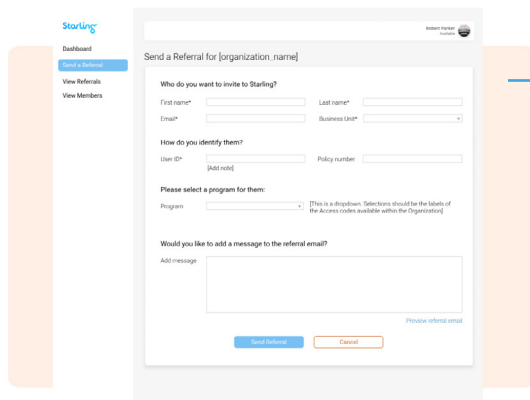 Starling
Robert Harker
Available
Dashboard
Send a Referral
View Referrals
View Members
Send a Referral for [organization_name]
Who do you want to invite to Starling?
First name*
Last name*
Email*
Business Unit*
How do you identify them?
User ID*
Policy number
[Add note]
Please select a program for them:
Program
[This is a dropdown. Selections should be the labels of
the Access codes available within the Organization]
Would you like to add a message to the referral email?
Add message
Preview referral email
Send Referral
Cancel